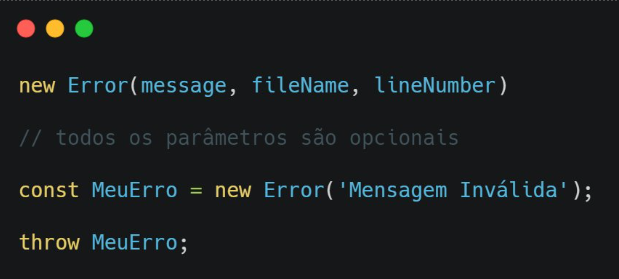 new Error(message, fileName, lineNumber)
// todos os parâmetros são opcionais
const MeuErro = new Error('Mensagem Inválida');
throw MeuErro;